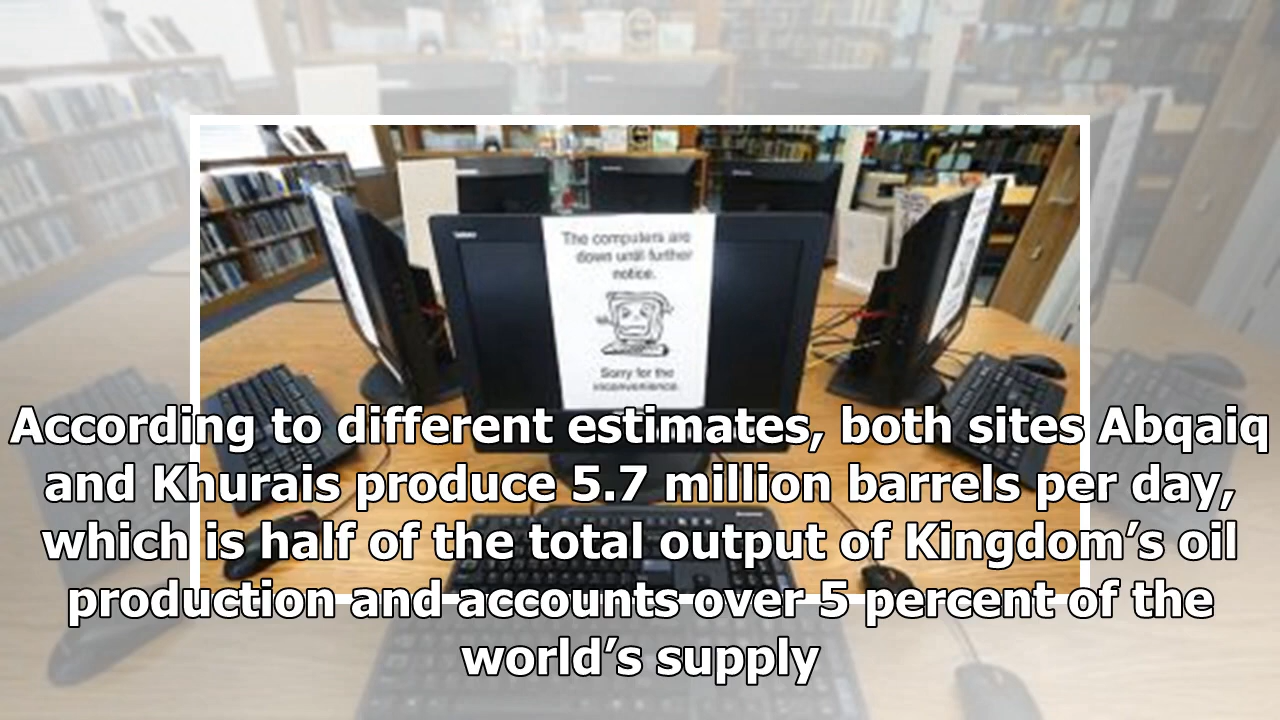 The computers are
down until further
notice.
Sorry for the
inconvenience.
According to different estimates, both sites Abqaiq
and Khurais produce 5.7 million barrels per day,
which is half of the total output of Kingdom’s oil
production and accounts over 5 percent of the
world’s supply